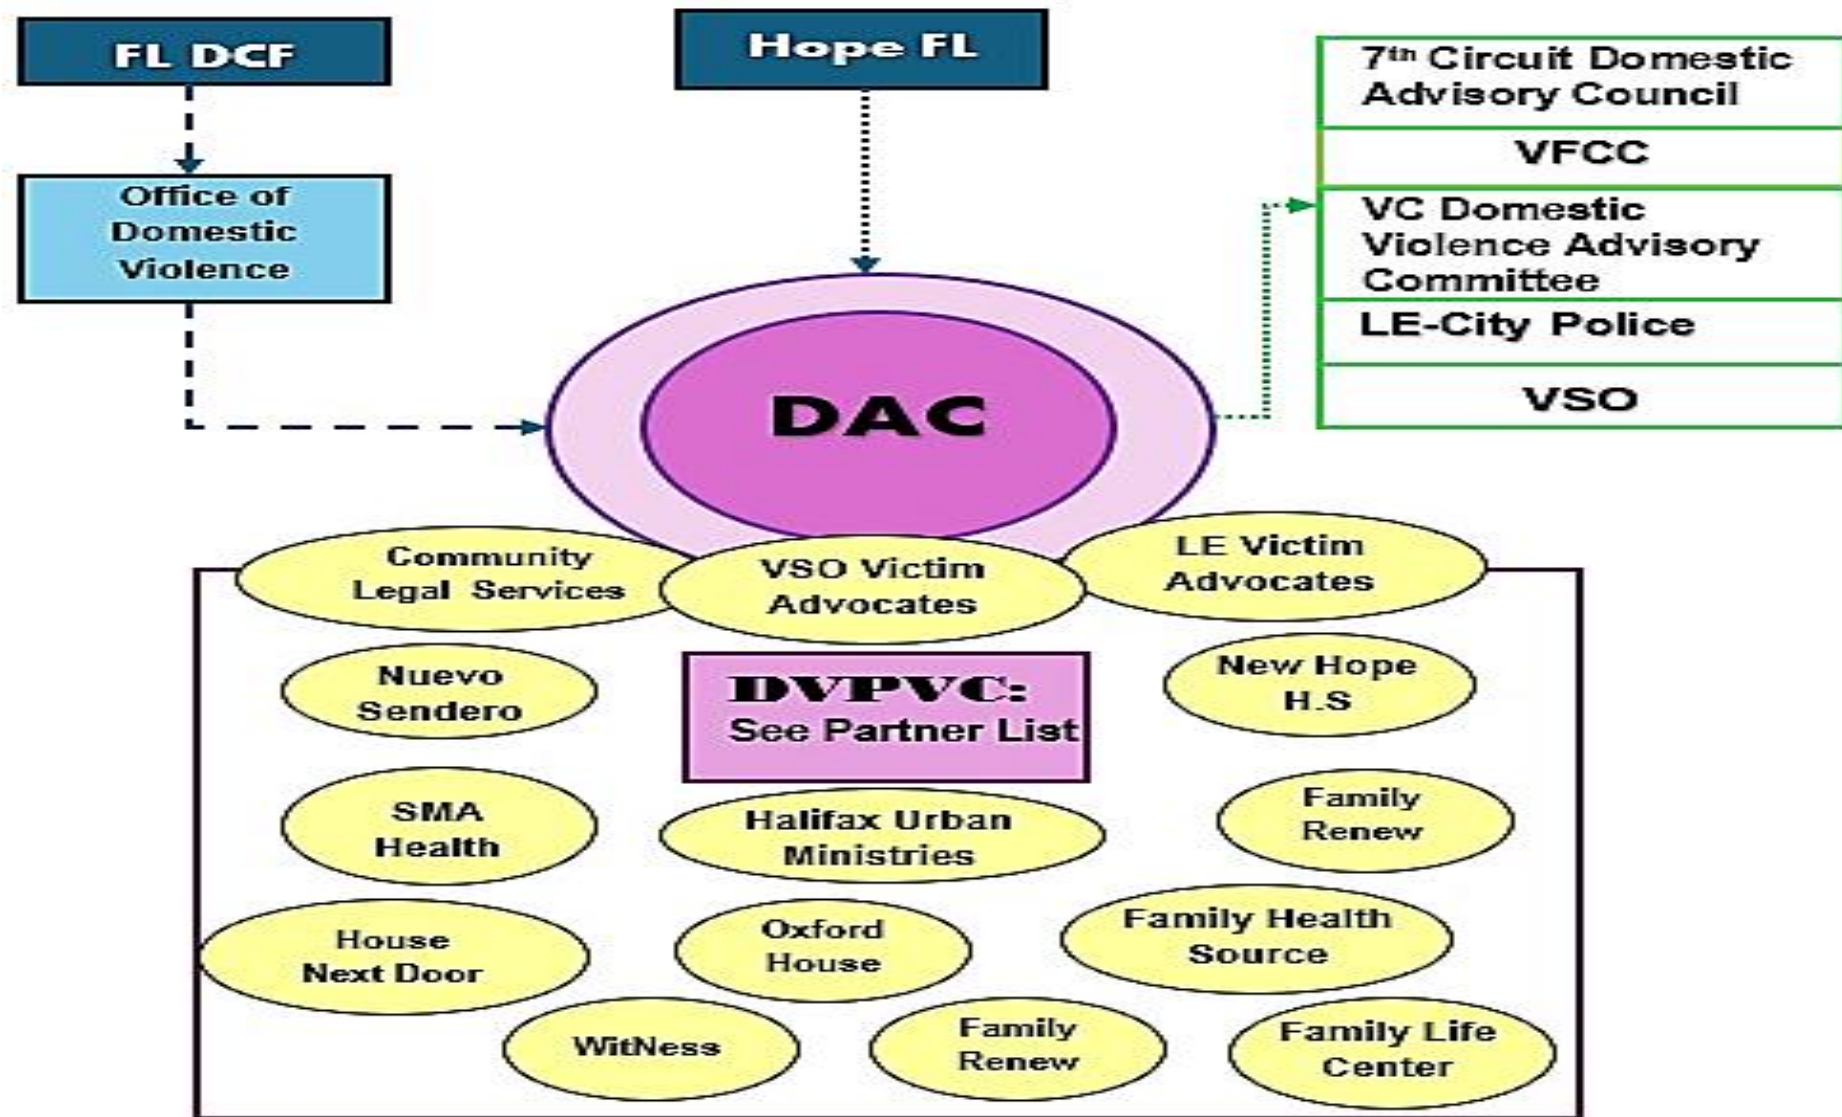 FL DCF
Hope FL
7th Circuit Domestic
Advisory Council
VFCC
VC Domestic
Violence Advisory
Committee
LE-City Police
VSO
Office of
Domestic
Violence
DAC
Community
Legal Services
VSO Victim
Advocates
LE Victim
Advocates
Nuevo
Sendero
DVPVC:
See Partner List
New Hope
H.S
SMA
Health
Halifax Urban
Ministries
Family
Renew
House
Next Door
Oxford
House
Family Health
Source
WitNess
Family
Renew
Family Life
Center